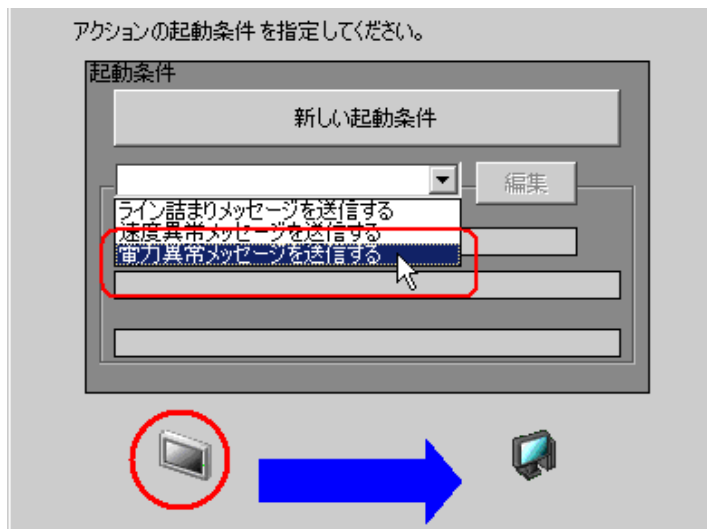 アクションの起動条件を指定してください。
起動条件
新しい起動条件
編集
ライン詰まりメッセージを送信する
速度異常メッセージを送信する
電力異常メッセージを送信する